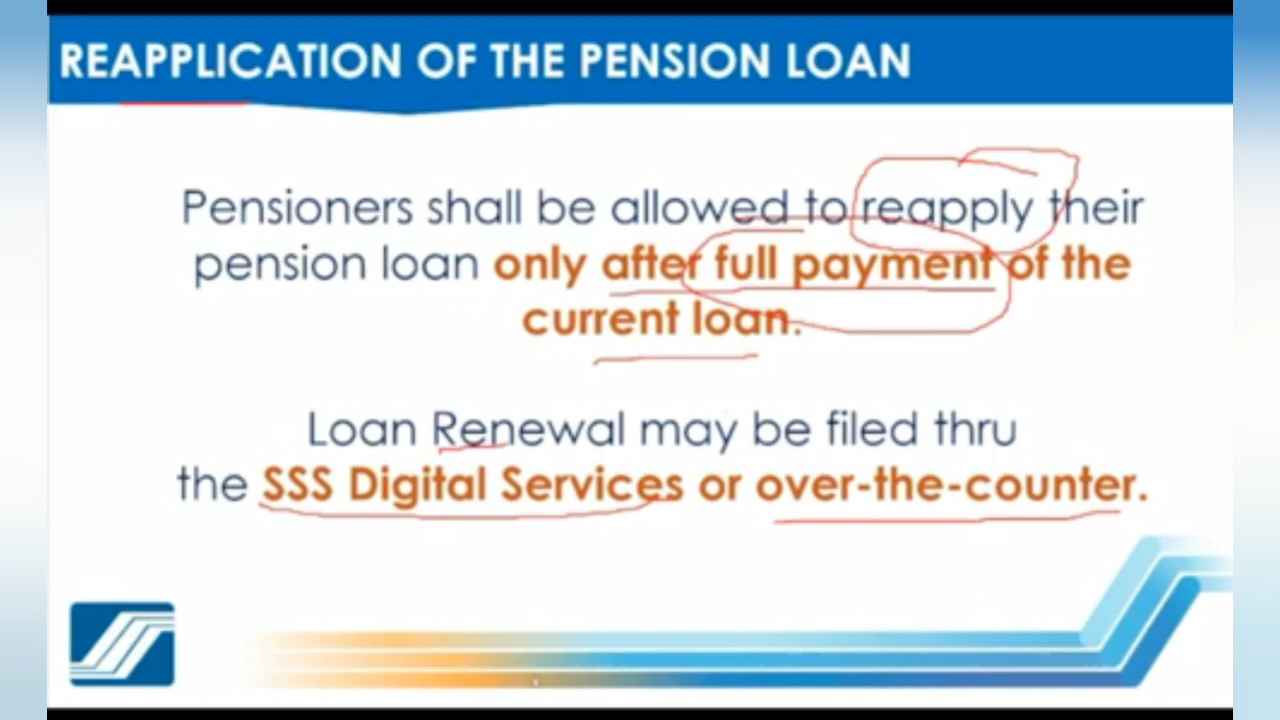 REAPPLICATION OF THE PENSION LOAN
Pensioners shall be allowed to reapply their
pension loan only after full payment of the
current loan.
Loan Renewal may be filed thru
the SSS Digital Services or over-the-counter.